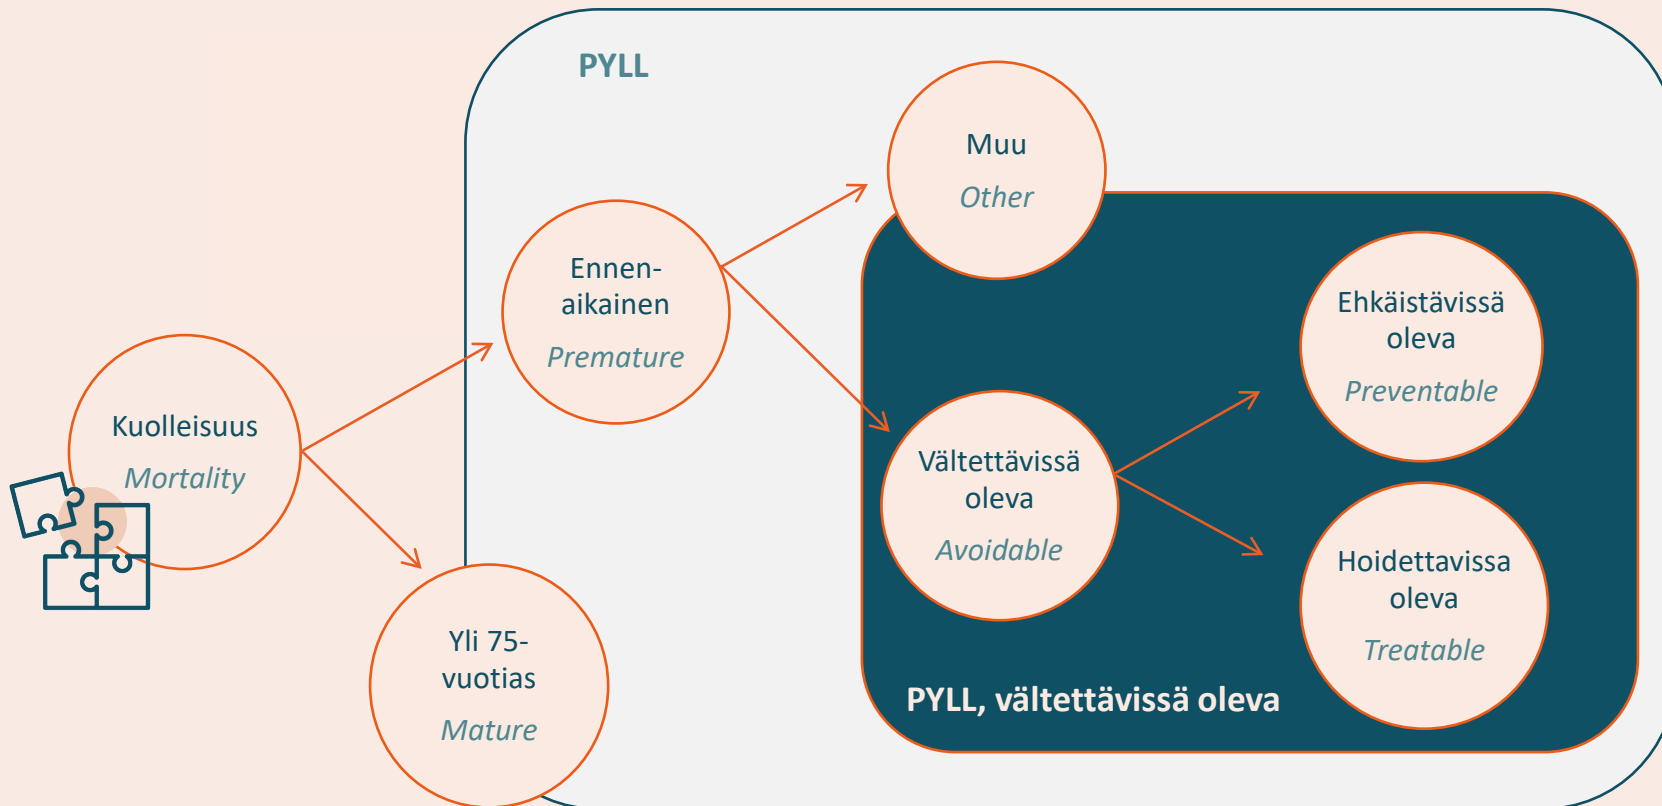 PYLL
Muu
Other
Ennen-
aikainen
Premature
Ehkäistävissä
oleva
Preventable
Kuolleisuus
Mortality
Vältettävissä
oleva
Avoidable
Hoidettavissa
oleva
Treatable
Yli 75-
vuotias
Mature
PYLL, vältettävissä oleva